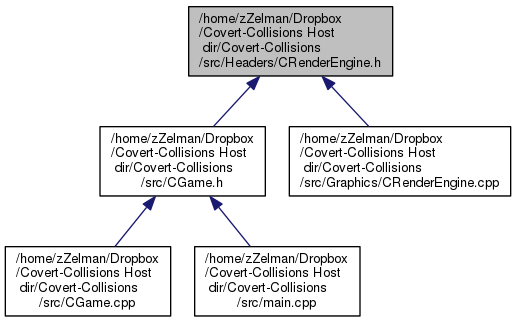 /home/zZelman/Dropbox
/Covert-Collisions Host
dir/Covert-Collisions
/src/Headers/CRenderEngine.h
/home/zZelman/Dropbox
/Covert-Collisions Host
dir/Covert-Collisions
/src/CGame.h
/home/zZelman/Dropbox
/Covert-Collisions Host
dir/Covert-Collisions
/src/Graphics/CRenderEngine.cpp
/home/zZelman/Dropbox
/Covert-Collisions Host
dir/Covert-Collisions
/src/CGame.cpp
/home/zZelman/Dropbox
/Covert-Collisions Host
dir/Covert-Collisions
/src/main.cpp